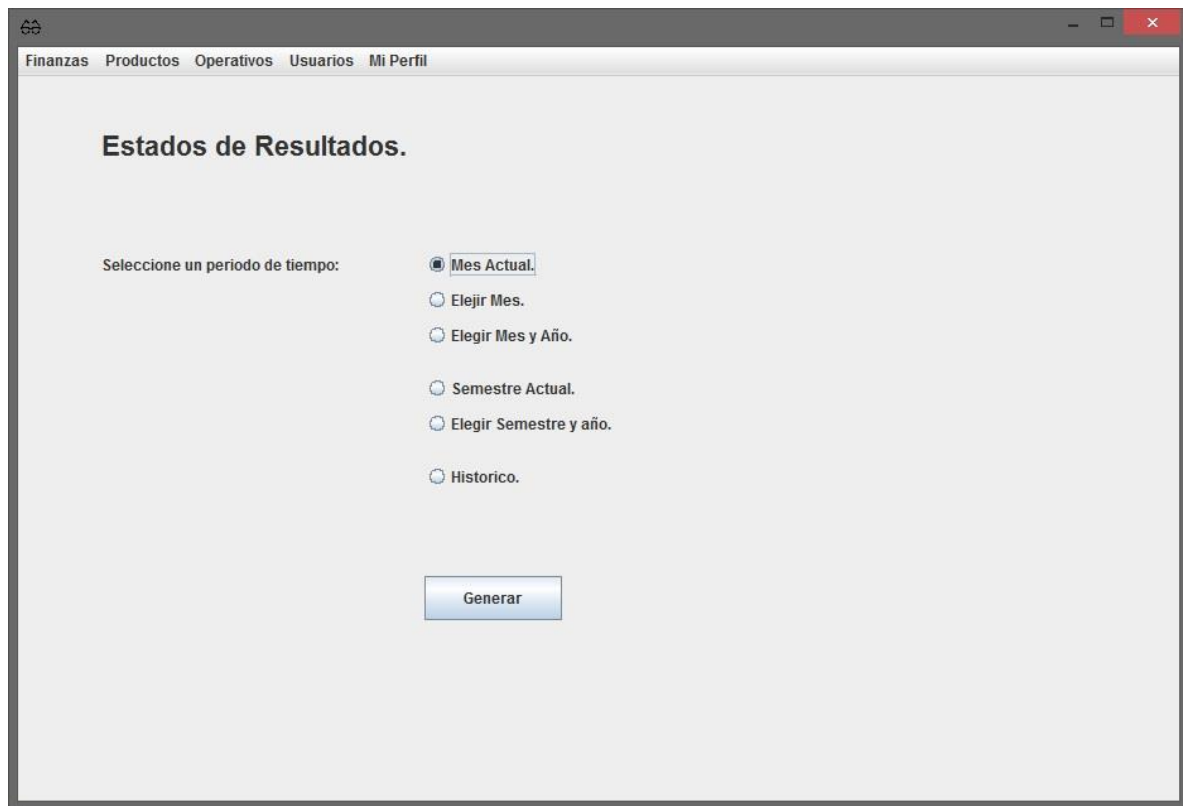 Finanzas Productos Operativos Usuarios Mi Perfil
Estados de Resultados.
Seleccione un periodo de tiempo: Mes Actual.
Elejir Mes.
Elegir Mes y Año.
Semestre Actual.
Elegir Semestre y año.
Historico.
Generar